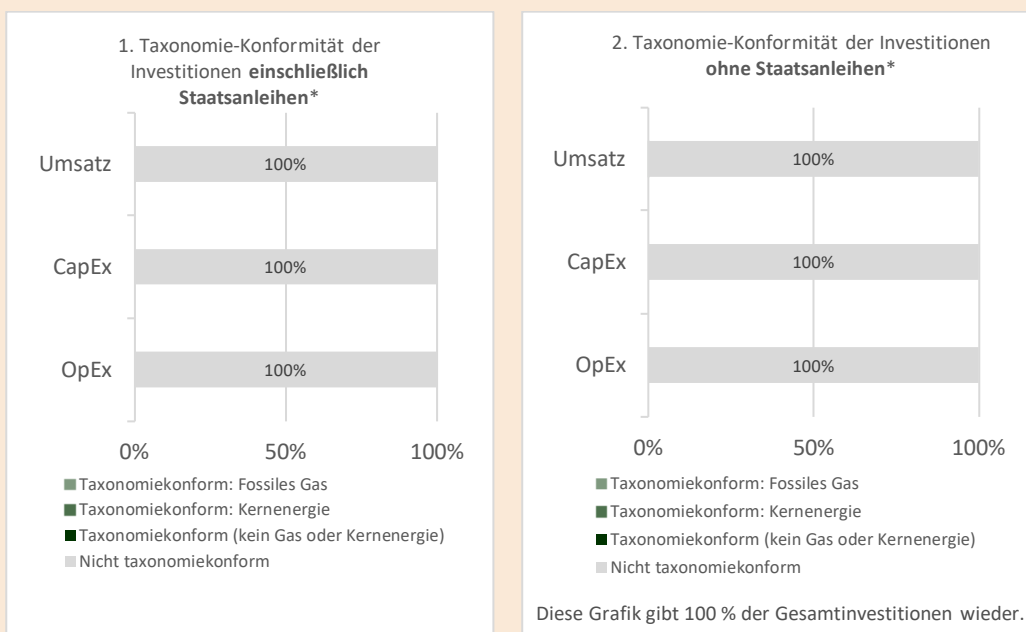 1. Taxonomie-Konformität der
Investitionen einschließlich
Staatsanleihen*
Umsatz
100%
CapEx
100%
OpEx
100%
0%
50%
100%
Taxonomiekonform: Fossiles Gas
Taxonomiekonform: Kernenergie
Taxonomiekonform (kein Gas oder Kernenergie)
Nicht taxonomiekonform
2. Taxonomie-Konformität der Investitionen
ohne Staatsanleihen*
Umsatz
100%
CapEx
100%
OpEx
100%
0%
50%
100%
Taxonomiekonform: Fossiles Gas
Taxonomiekonform: Kernenergie
Taxonomiekonform (kein Gas oder Kernenergie)
Nicht taxonomiekonform
Diese Grafik gibt 100 % der Gesamtinvestitionen wieder.